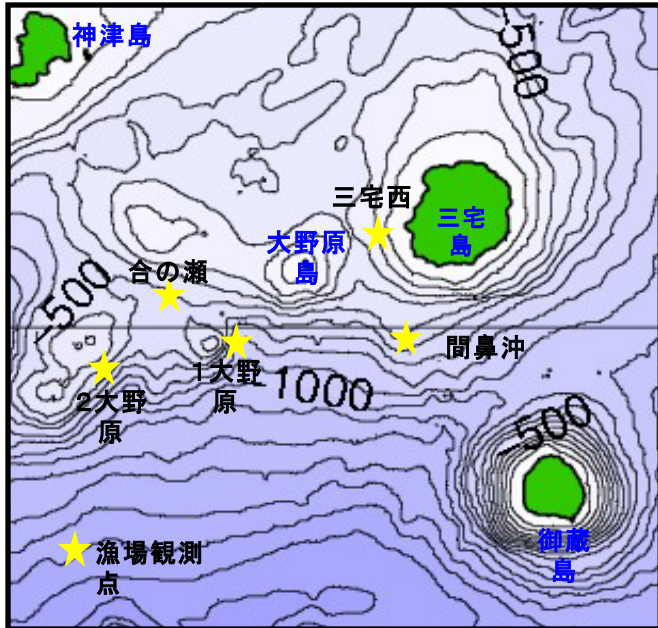 神津島
-500
三宅西
三宅
島
大野原
島
合の瀬
-500
間鼻沖
1大野
原
-1000
2大野
原
-500
御蔵
島
漁場観測
点